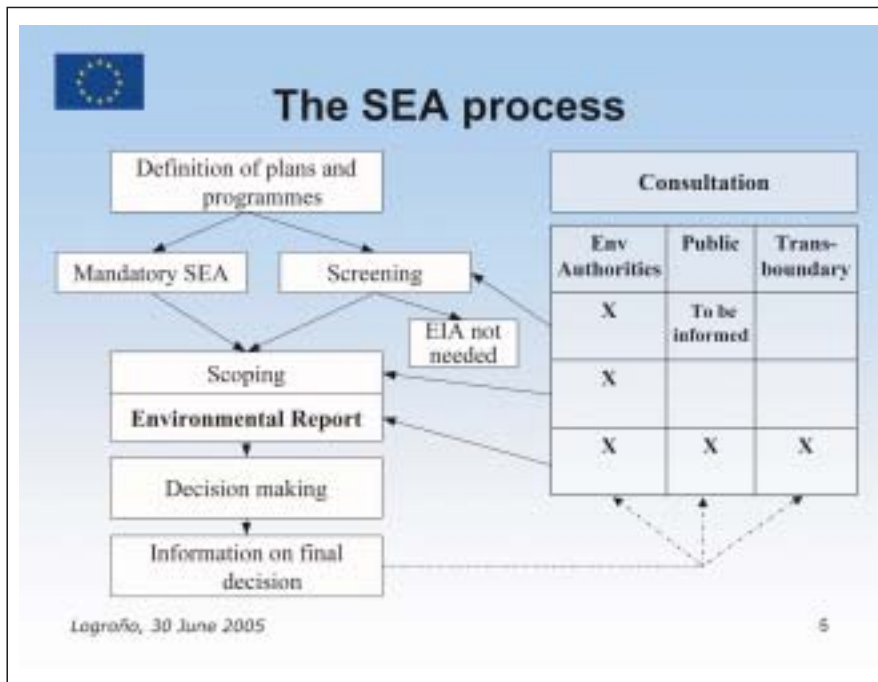 The SEA process
Definition of plans and
programmes
Mandatory SEA
Screening
EIA not
needed
Scoping
Environmental Report
Decision making
Information on final
decision
Consultation
Env
Authorities
Public
Trans-
boundary
X
To be
informed
X
X
X
X
Logroño, 30 June 2005
5